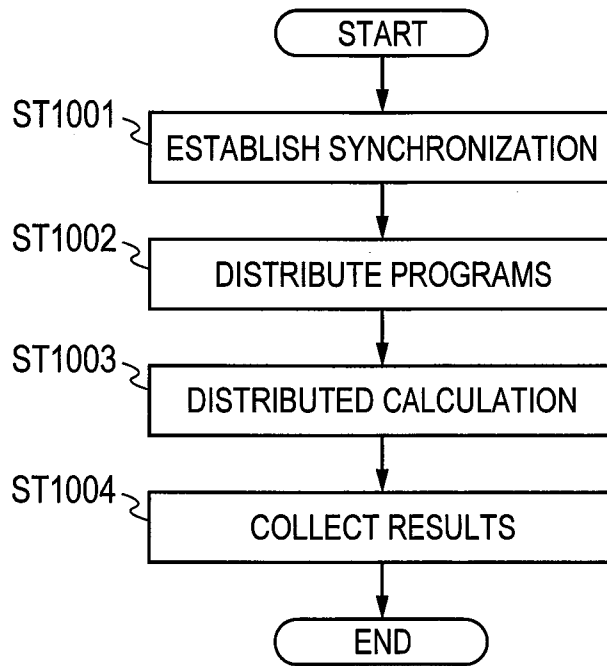 START
ST1001
ESTABLISH SYNCHRONIZATION
ST1002
DISTRIBUTE PROGRAMS
ST1003
DISTRIBUTED CALCULATION
ST1004
COLLECT RESULTS
END